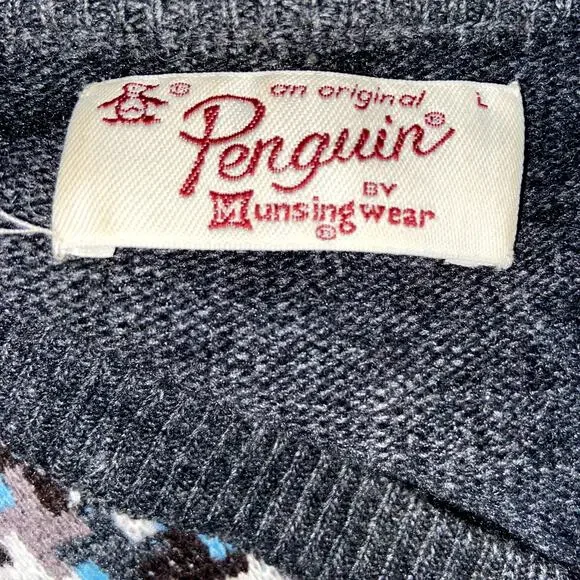 an original L
Penguin®
BY
Munsingwear
®